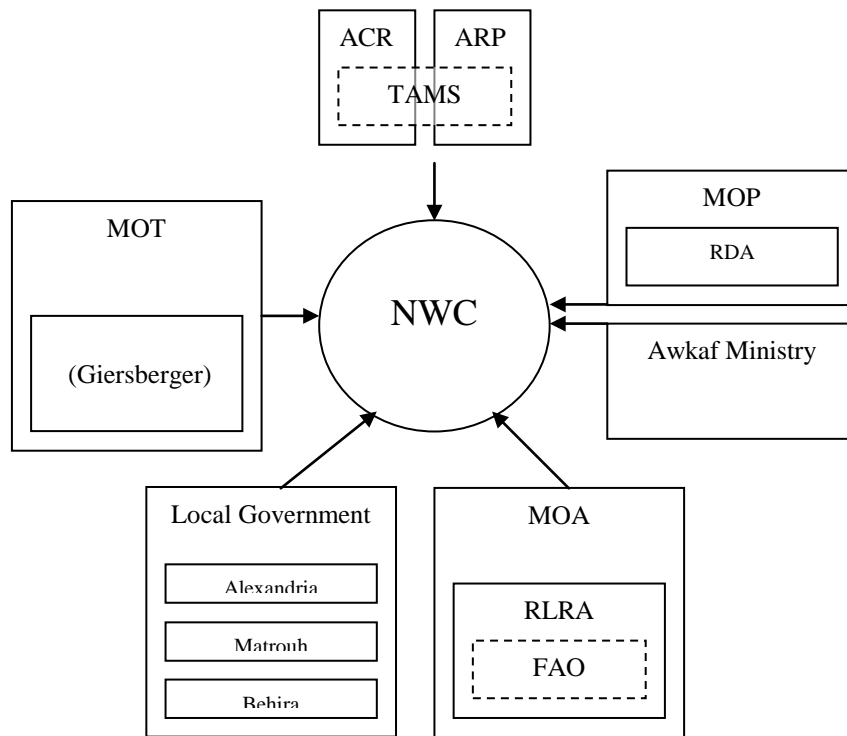 ACR
ARP
TAMS
MOT
(Giersberger)
NWC
MOP
RDA
Awkaf Ministry
Local Government
Alexandria
Matrouh
Behira
MOA
RLRA
FAO